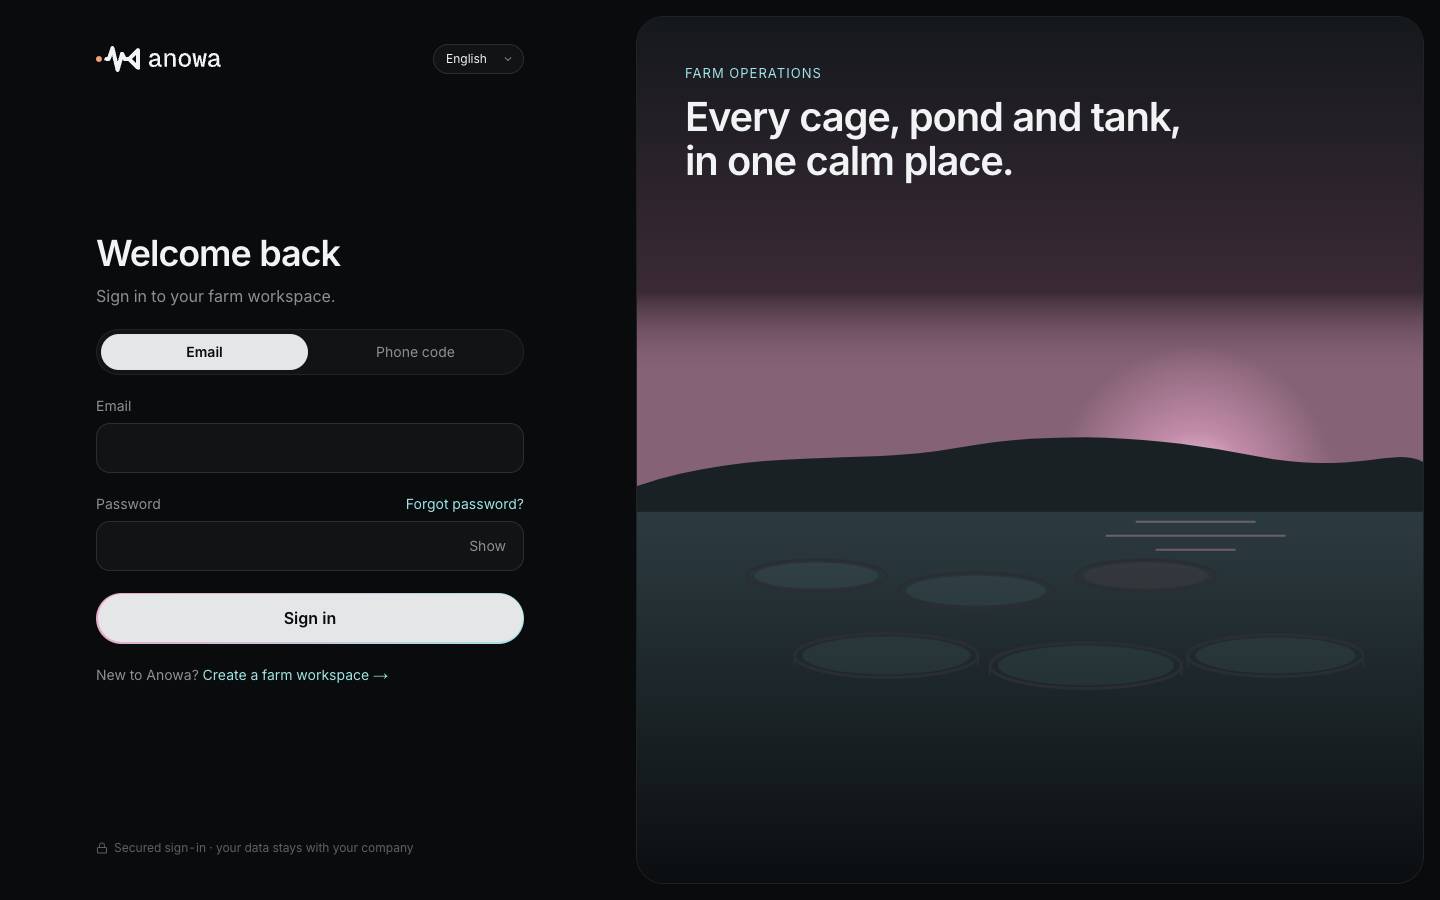 anowa
English
Welcome back
Sign in to your farm workspace.
Email
Phone code
Email
Password
Forgot password?
Show
Sign in
New to Anowa? Create a farm workspace →
Secured sign-in · your data stays with your company
FARM OPERATIONS
Every cage, pond and tank,
in one calm place.